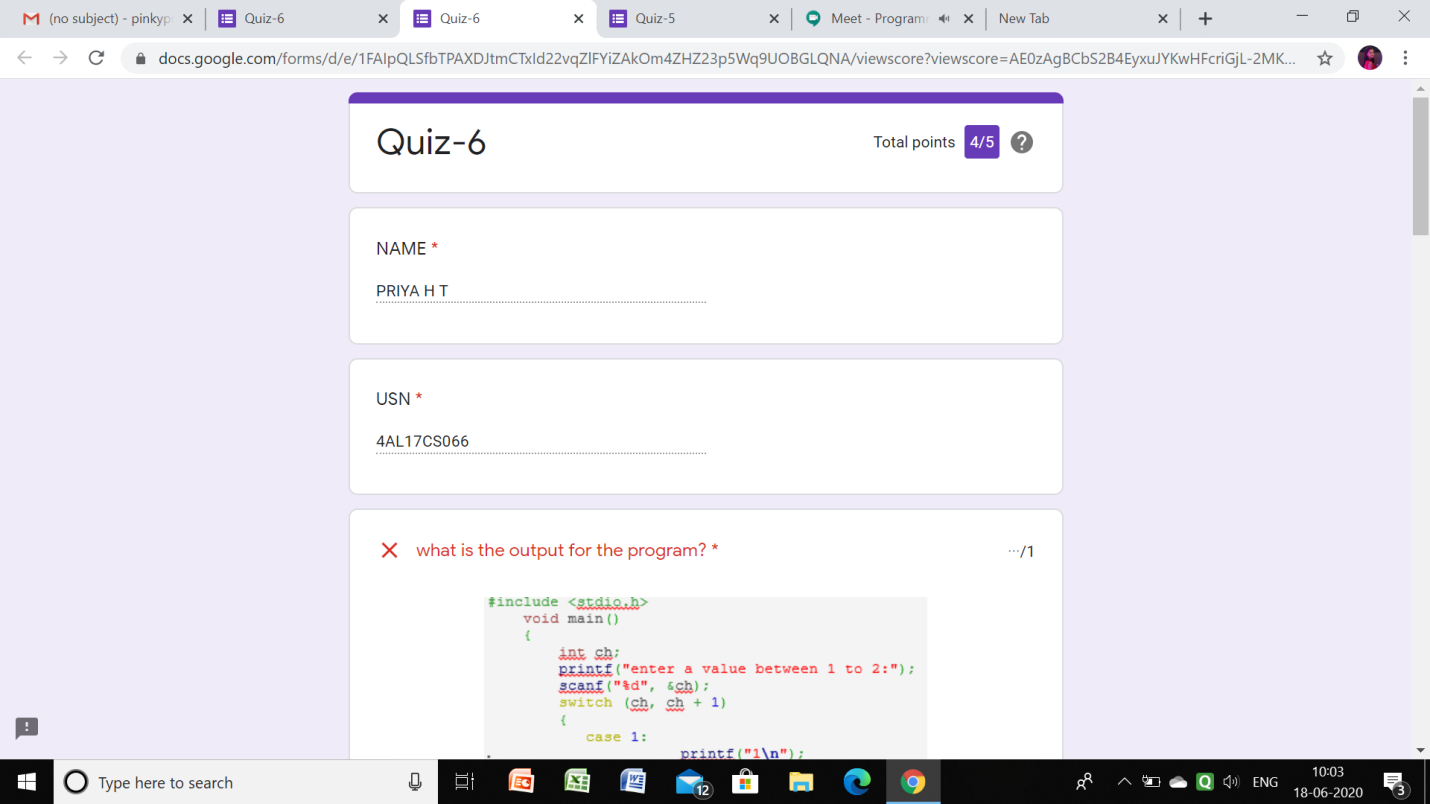 (no subject) - pinkyp
Quiz-6
Quiz-6
Quiz-5
Meet - Program
New Tab
docs.google.com/forms/d/e/1FAIpQLSfbTPAXDJtmCTxId22vqZlFYiZAkOm4ZHZ23p5Wq9UOBGLQNA/viewscore?viewscore=AE0zAgBCbS2B4EyxuJYKwHFcriGjL-2MK...
Quiz-6
Total points 4/5
NAME *
PRIYA H T
USN *
4AL17CS066
what is the output for the program? *
···/1
#include <stdio.h>
void main()
{
int ch;
printf("enter a value between 1 to 2:");
scanf("%d", &ch);
switch (ch, ch + 1)
{
case 1:
printf("1\n");
Type here to search
12
ENG
10:03
18-06-2020
3